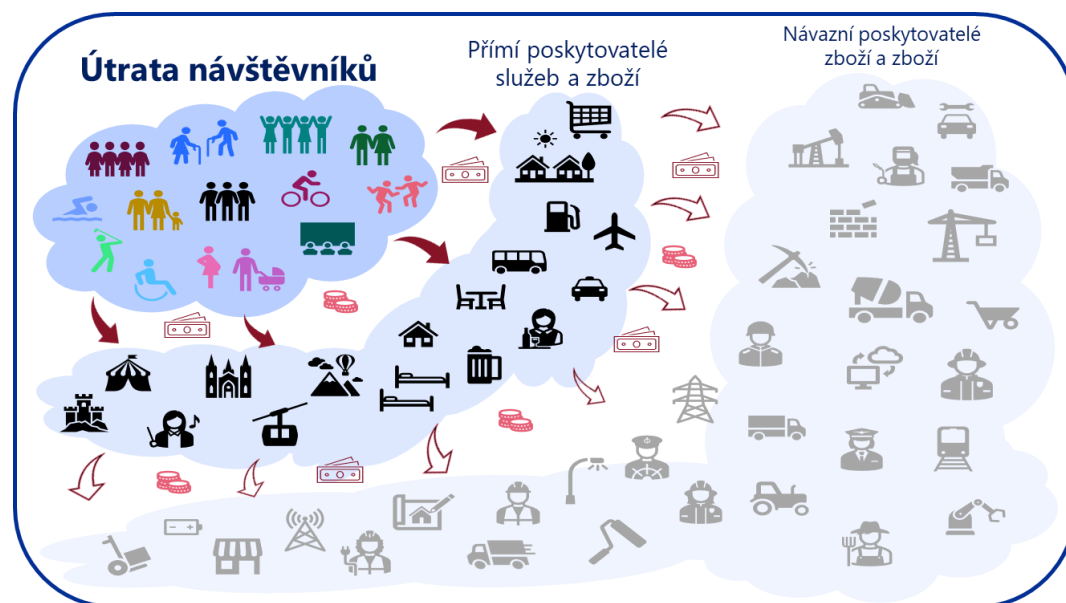 Útrata návštěvníků
Přímí poskytovatelé
služeb a zboží
Návazní poskytovatelé
zboží a zboží